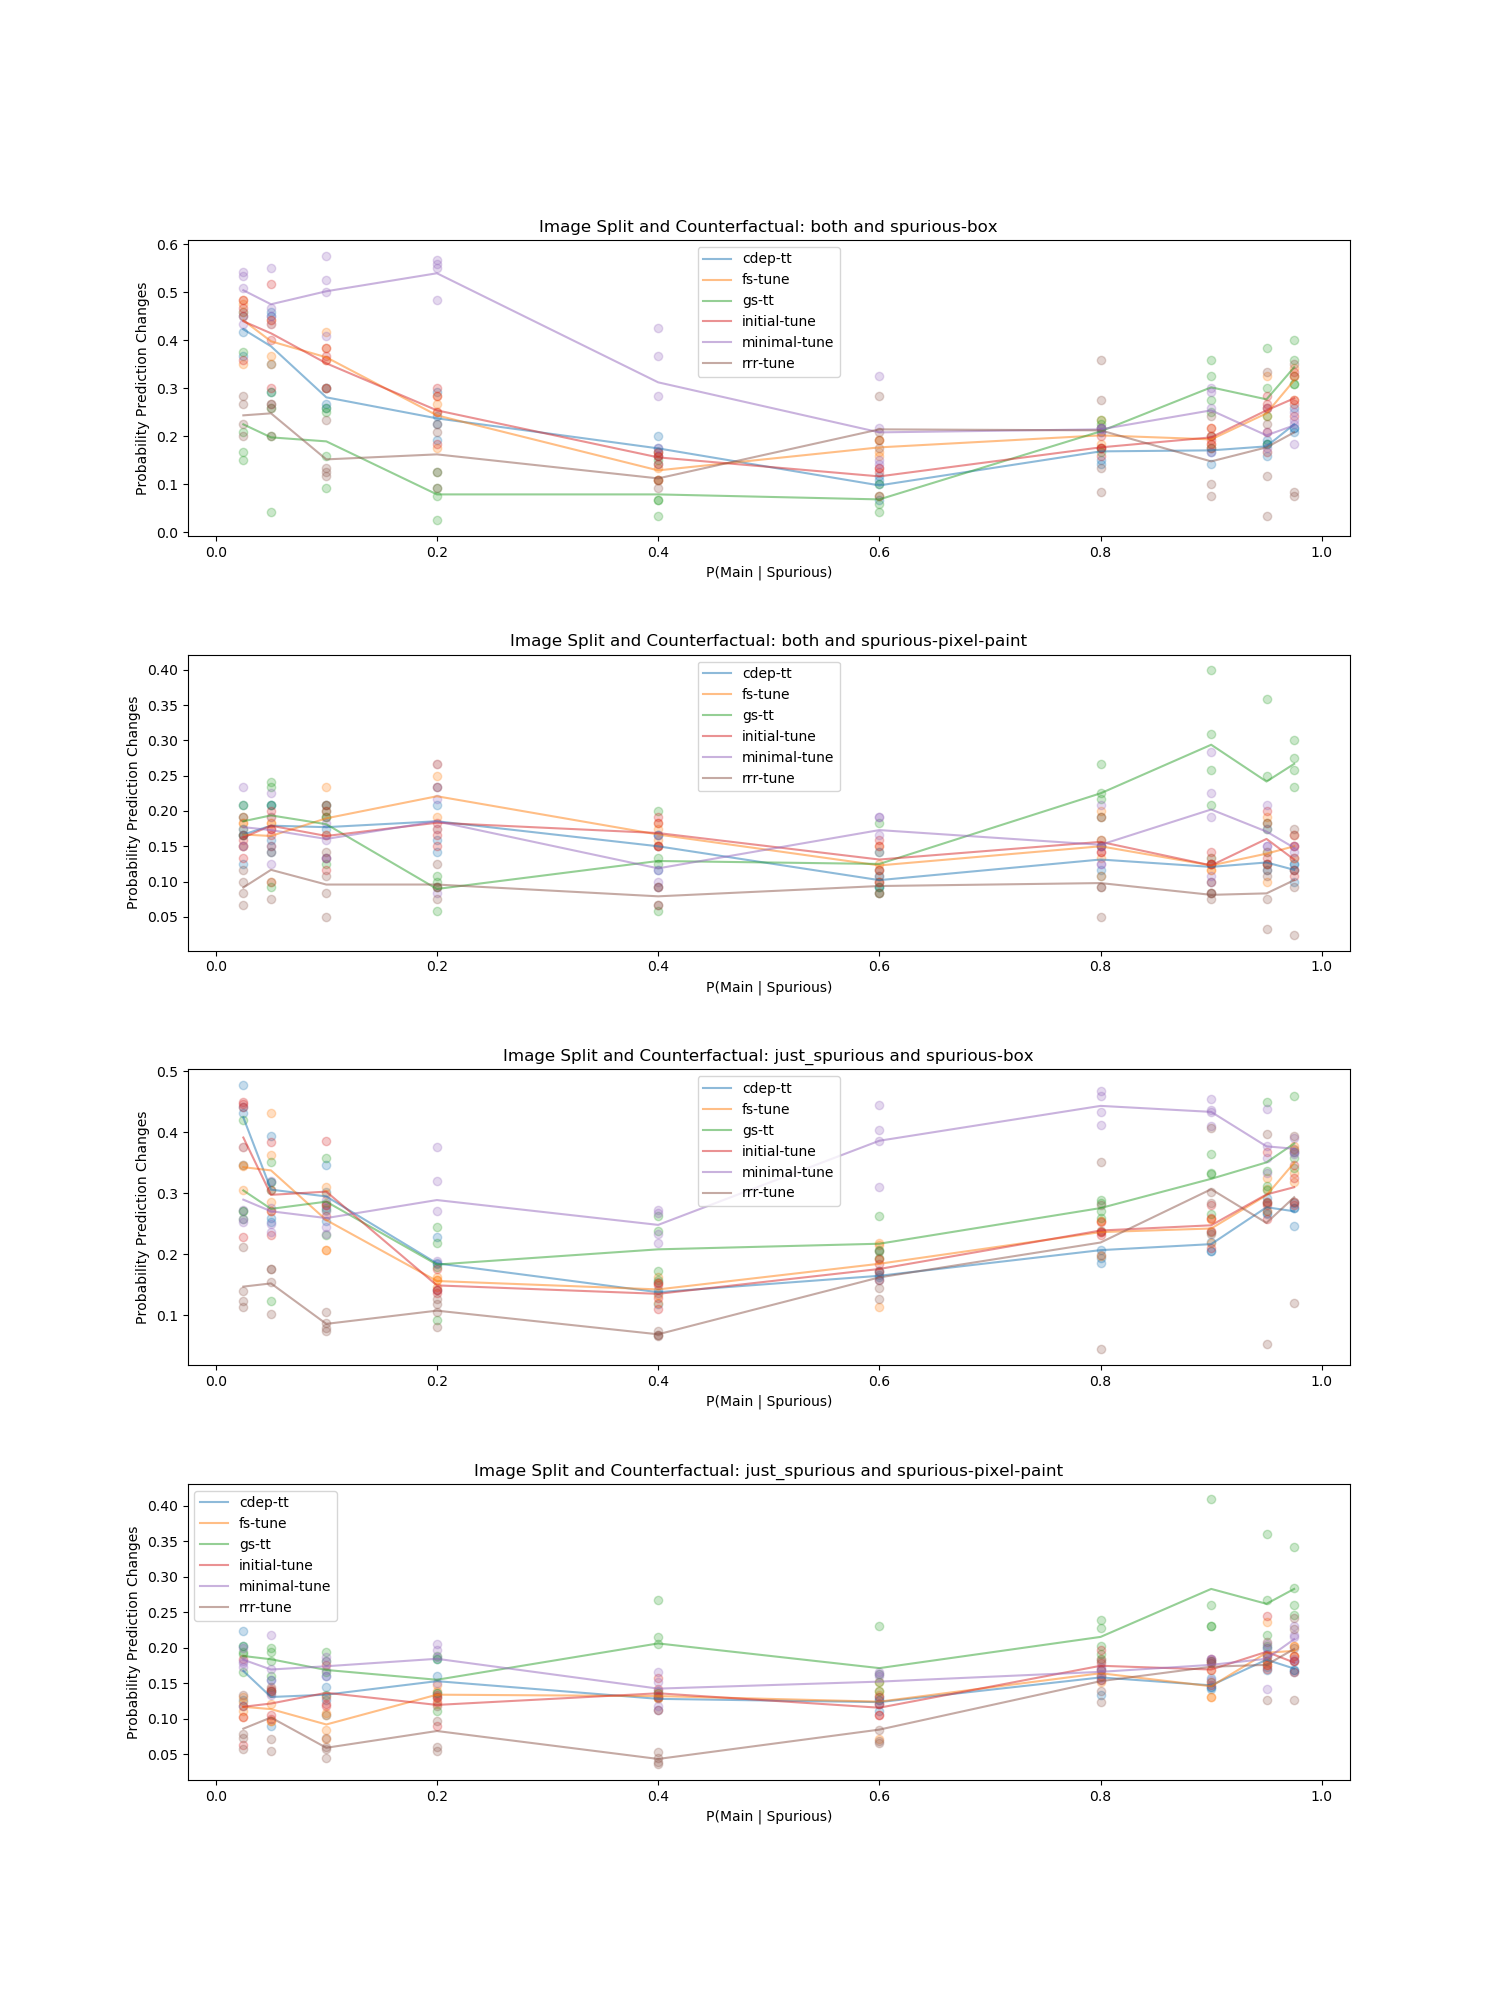 Image Split and Counterfactual: both and spurious-box
Probability Prediction Changes
0.6
0.5
0.4
0.3
0.2
0.1
0.0
cdep-tt
fs-tune
gs-tt
initial-tune
minimal-tune
rrr-tune
0.0 0.2 0.4 0.6 0.8 1.0
P(Main | Spurious)
Image Split and Counterfactual: both and spurious-pixel-paint
Probability Prediction Changes
0.40
0.35
0.30
0.25
0.20
0.15
0.10
0.05
cdep-tt
fs-tune
gs-tt
initial-tune
minimal-tune
rrr-tune
0.0 0.2 0.4 0.6 0.8 1.0
P(Main | Spurious)
Image Split and Counterfactual: just_spurious and spurious-box
Probability Prediction Changes
0.5
0.4
0.3
0.2
0.1
cdep-tt
fs-tune
gs-tt
initial-tune
minimal-tune
rrr-tune
0.0 0.2 0.4 0.6 0.8 1.0
P(Main | Spurious)
Image Split and Counterfactual: just_spurious and spurious-pixel-paint
Probability Prediction Changes
0.40
0.35
0.30
0.25
0.20
0.15
0.10
0.05
cdep-tt
fs-tune
gs-tt
initial-tune
minimal-tune
rrr-tune
0.0 0.2 0.4 0.6 0.8 1.0
P(Main | Spurious)